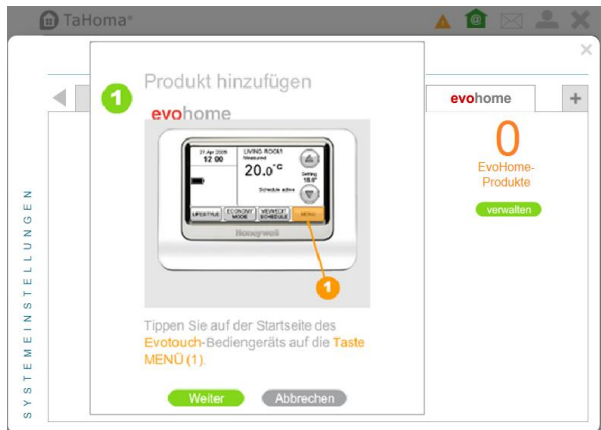 TaHoma®
SYSTEMEINSTELLUNGEN
1
Produkt hinzufügen
evohome
27 Apr 2009
12 00
LIVING ROOM
Measured
20.0°C
Setting
18.0°
Schedule active
LIFESTYLE
ECONOMY
MODE
VIEW/EDIT
SCHEDULE
MENU
Honeywell
1
Tippen Sie auf der Startseite des
Evotouch-Bediengeräts auf die Taste
MENÜ (1).
Weiter
Abbrechen
evohome
+
0
EvoHome-
Produkte
verwalten